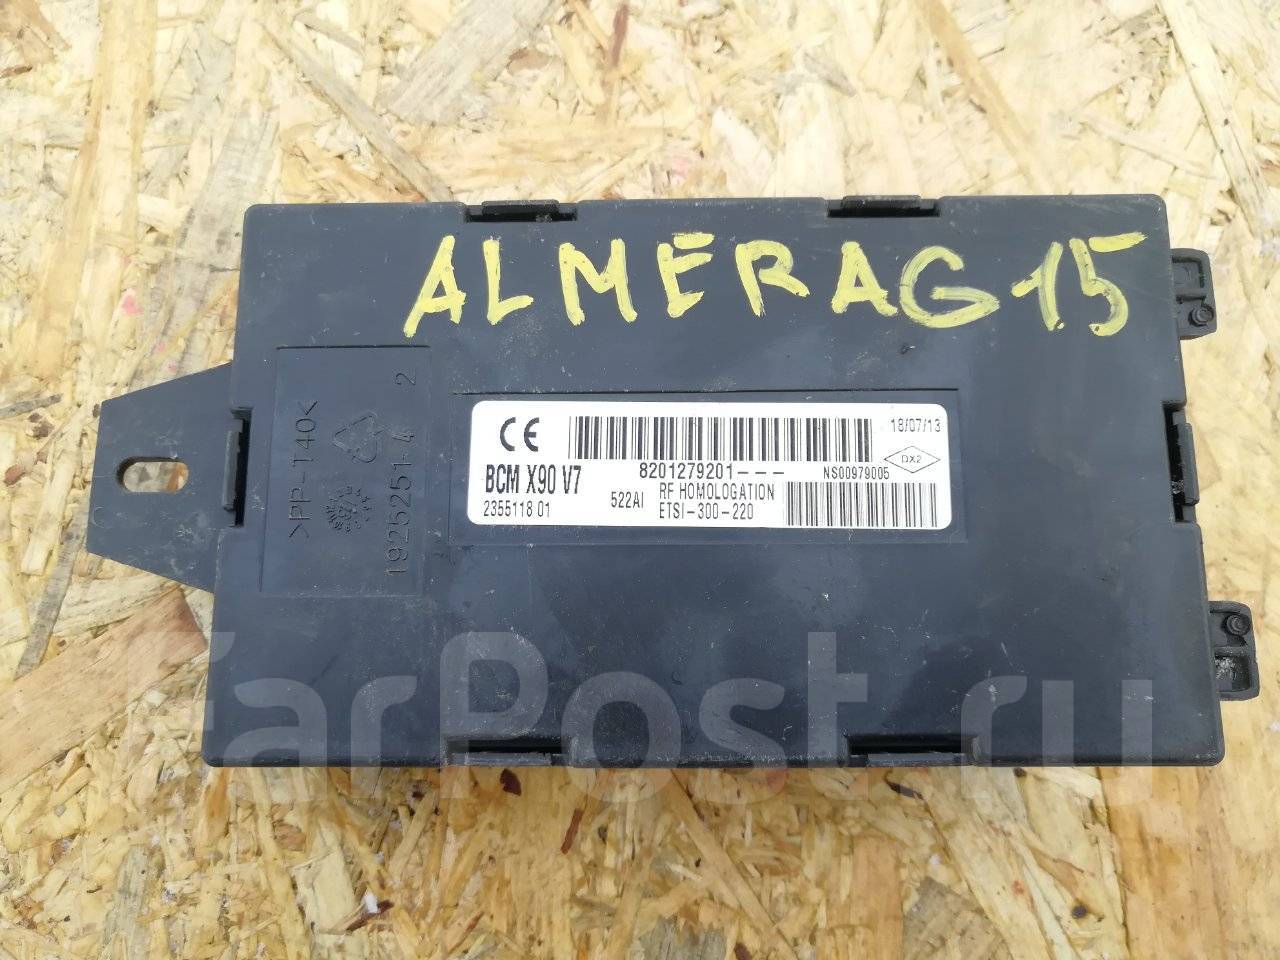 ALMERA G15
>PP-T40<
1925251-4 2
CE
18/07/13
DX2
BCM X90 V7
8201279201---
NS00979005
2355118 01
522AI
RF HOMOLOGATION
ETSI-300-220
FarPost.ru